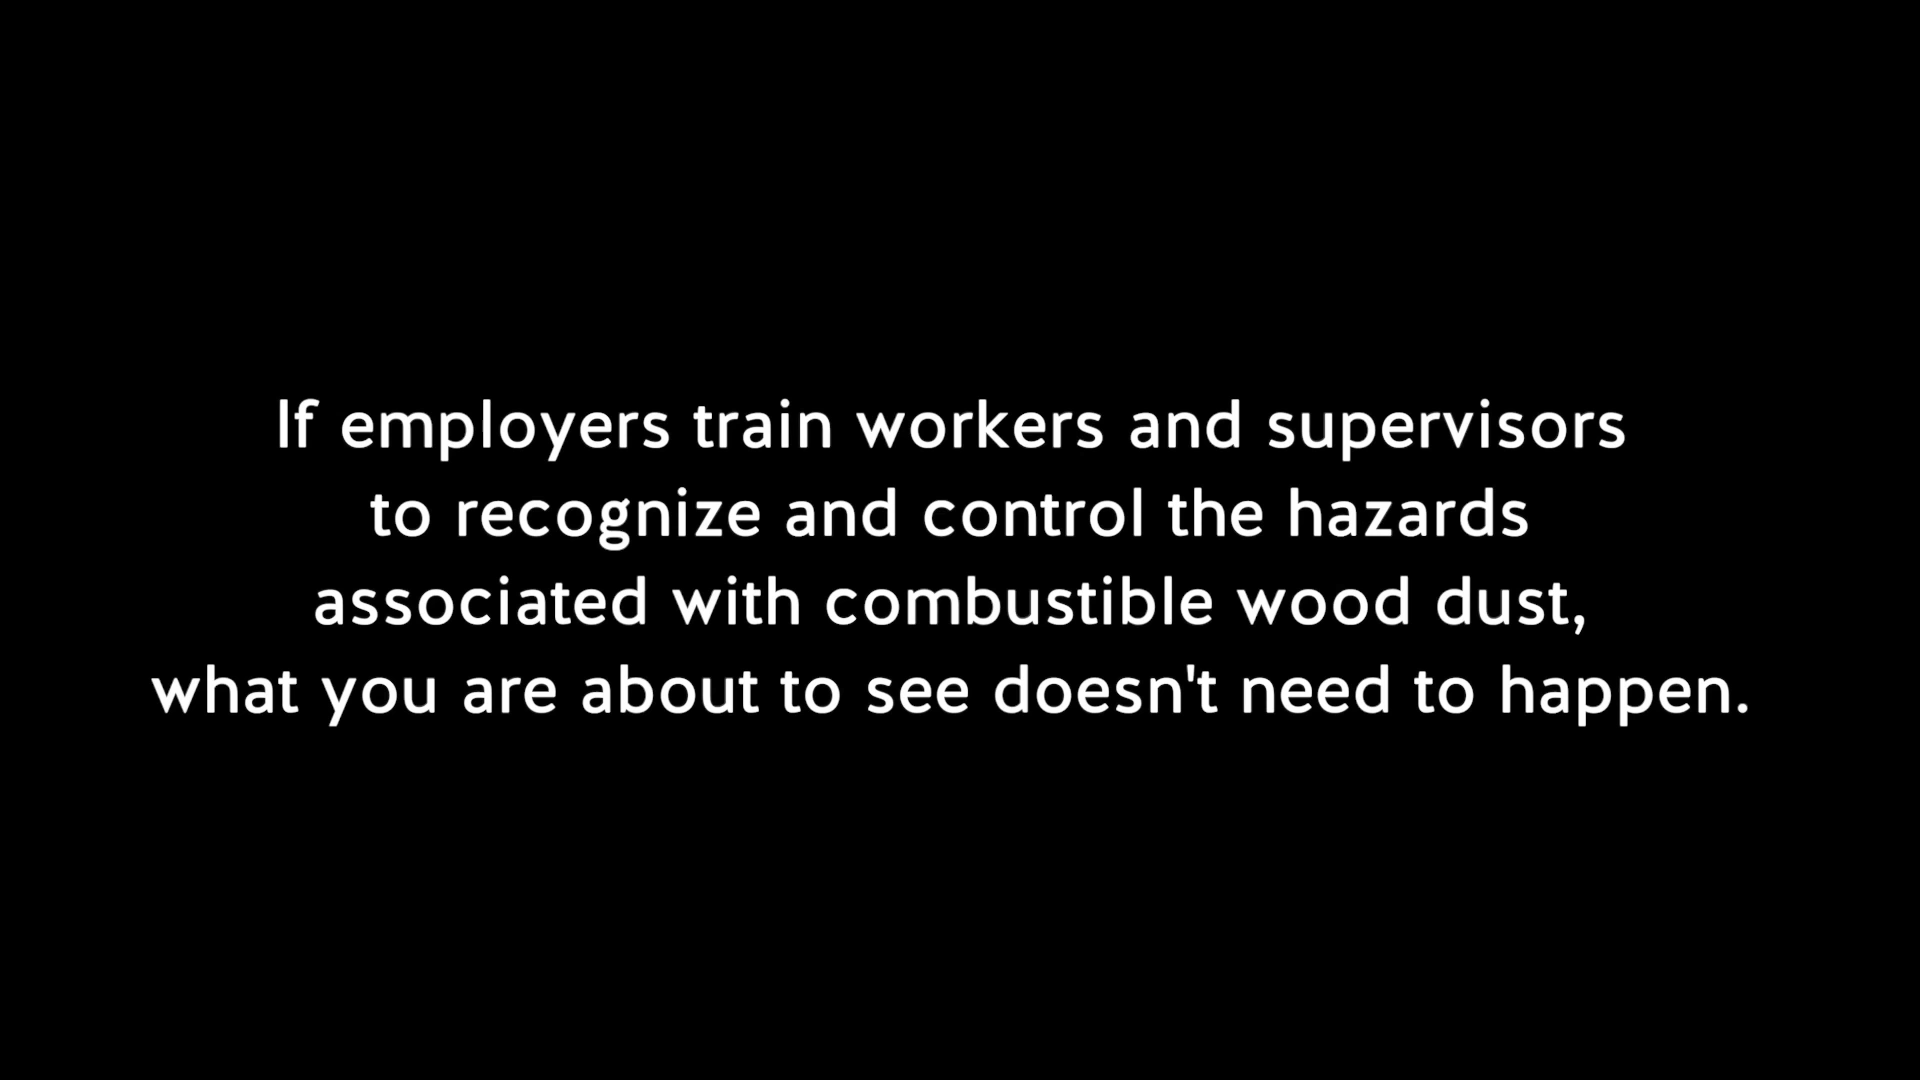 If employers train workers and supervisors
to recognize and control the hazards
associated with combustible wood dust,
what you are about to see doesn't need to happen.